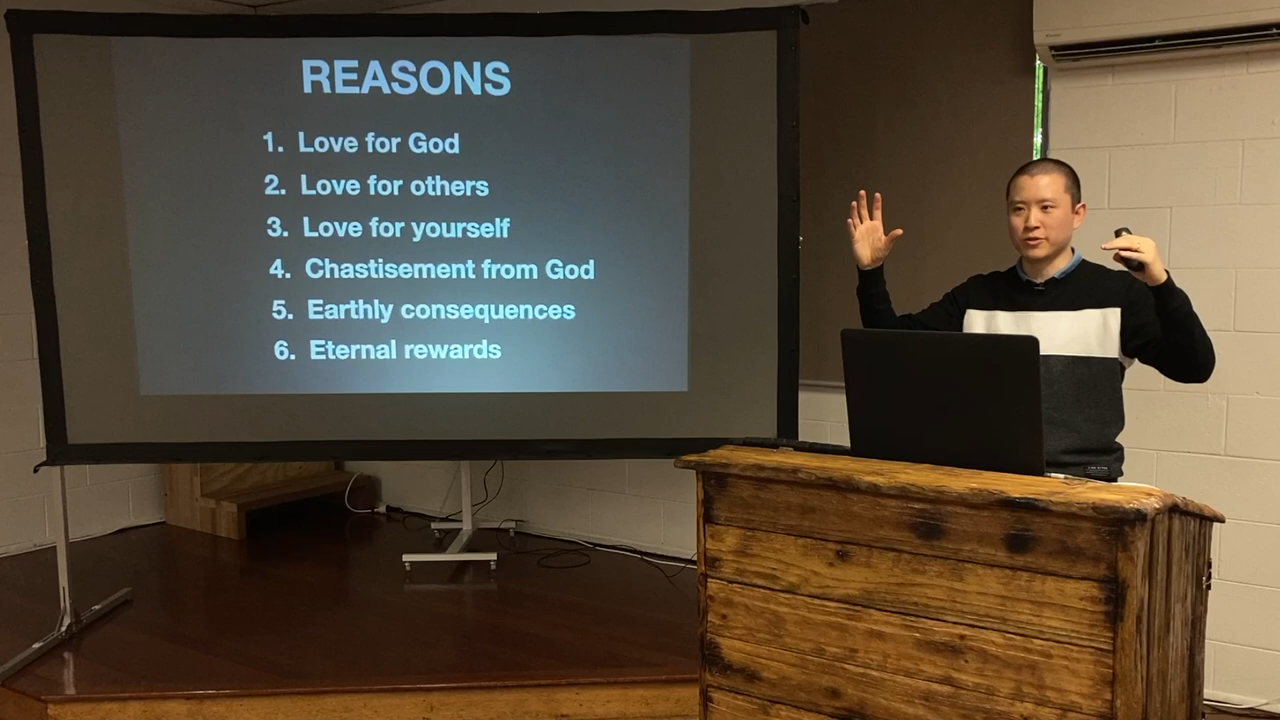 REASONS
1. Love for God
2. Love for others
3. Love for yourself
4. Chastisement from God
5. Earthly consequences
6. Eternal rewards